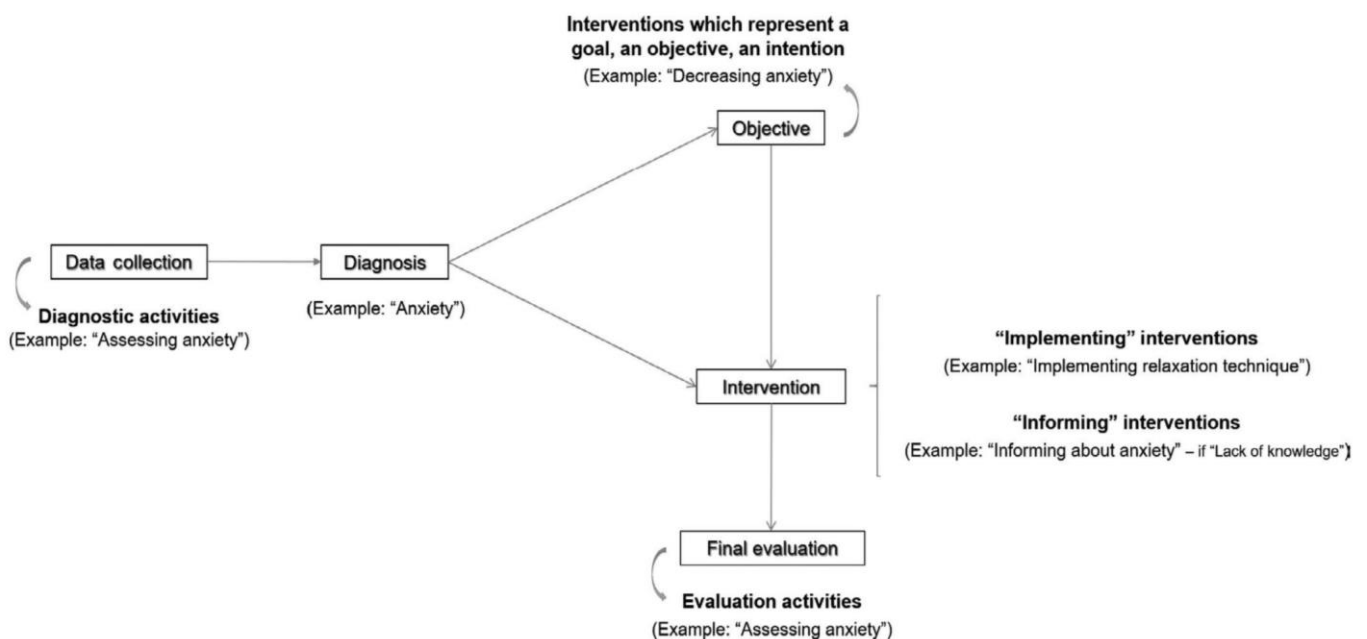 Interventions which represent a
goal, an objective, an intention
(Example: “Decreasing anxiety”)
Objective
Data collection
Diagnosis
Diagnostic activities
(Example: “Assessing anxiety”)
(Example: “Anxiety”)
“Implementing” interventions
(Example: “Implementing relaxation technique”)
Intervention
“Informing” interventions
(Example: “Informing about anxiety” – if “Lack of knowledge”)
Final evaluation
Evaluation activities
(Example: “Assessing anxiety”)